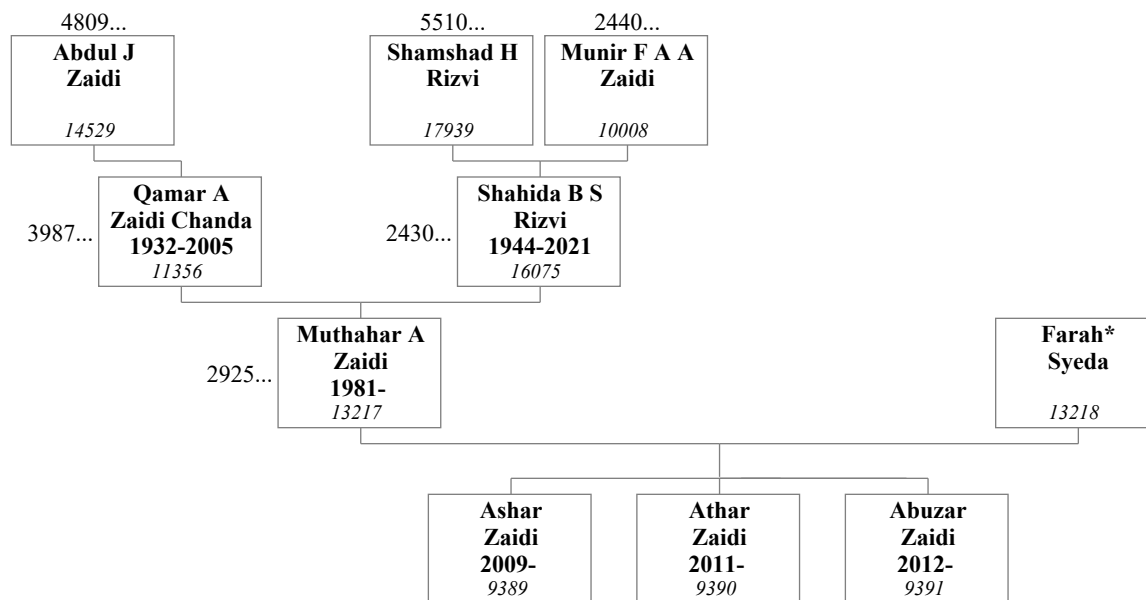 4809...
Abdul J
Zaidi
14529
5510...
Shamshad H
Rizvi
17939
2440...
Munir F A A
Zaidi
10008
3987...
Qamar A
Zaidi Chanda
1932-2005
11356
2430...
Shahida B S
Rizvi
1944-2021
16075
2925...
Muthahar A
Zaidi
1981-
13217
Farah*
Syeda
13218
Ashar
Zaidi
2009-
9389
Athar
Zaidi
2011-
9390
Abuzar
Zaidi
2012-
9391